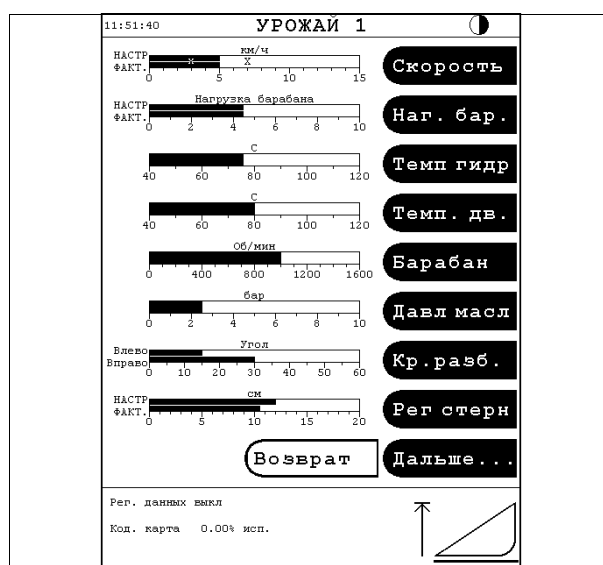 11:51:40 УРОЖАЙ 1
км/ч
НАСТР
ФАКТ.
X X
0 5 10 15
Скорость
Нагрузка барабана
НАСТР
ФАКТ.
0 2 4 6 8 10
Наг. бар.
С
40 60 80 100 120
Темп гидр
С
40 60 80 100 120
Темп. дв.
Об/мин
0 400 800 1200 1600
Барабан
бар
0 2 4 6 8 10
Давл масл
Угол
Влево
Вправо
0 10 20 30 40 50 60
Кр.разб.
см
НАСТР
ФАКТ.
0 5 10 15 20
Рег стерн
Возврат Дальше...
Рег. данных выкл
Код. карта 0.00% исп.